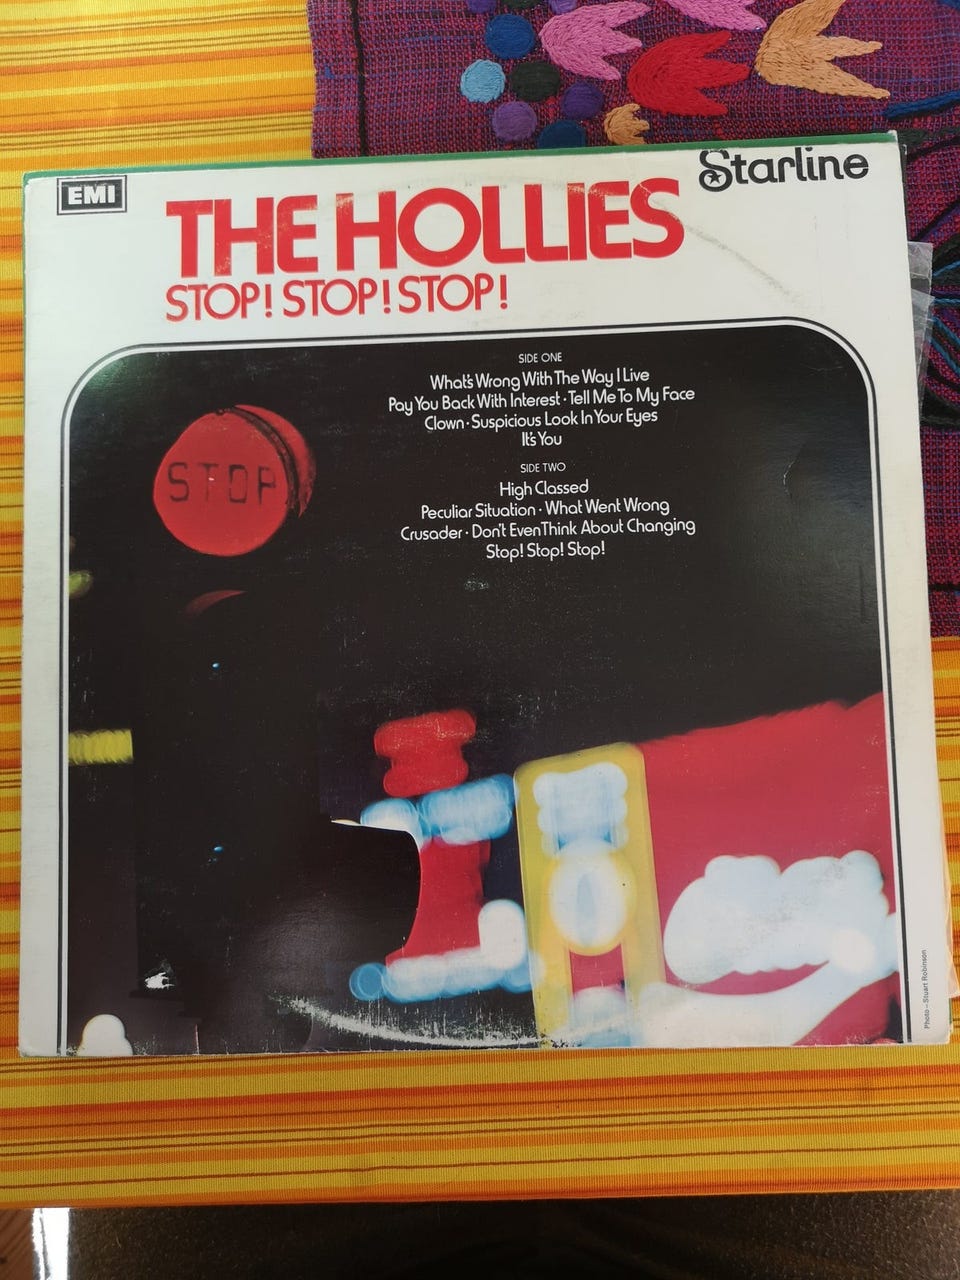 EMI
Starline
THE HOLLIES
STOP! STOP! STOP!
SIDE ONE
What's Wrong With The Way I Live
Pay You Back With Interest · Tell Me To My Face
Clown · Suspicious Look In Your Eyes
It's You
SIDE TWO
High Classed
Peculiar Situation · What Went Wrong
Crusader · Don't Even Think About Changing
Stop! Stop! Stop!
STOP
Photo – Stuart Robinson